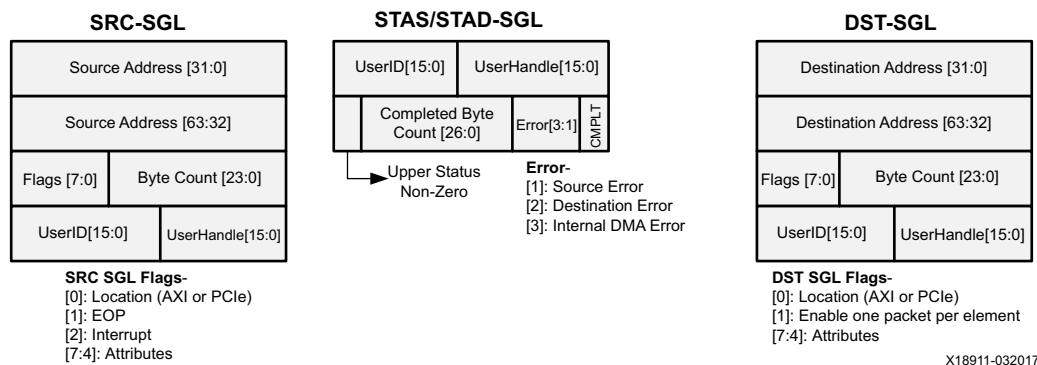 SRC-SGL
Source Address [31:0]
Source Address [63:32]
Flags [7:0]
Byte Count [23:0]
UserID[15:0]
UserHandle[15:0]
SRC SGL Flags-
[0]: Location (AXI or PCIe)
[1]: EOP
[2]: Interrupt
[7:4]: Attributes
STAS/STAD-SGL
UserID[15:0]
UserHandle[15:0]
Completed Byte
Count [26:0]
Error[3:1]
CMPLT
Upper Status
Non-Zero
Error-
[1]: Source Error
[2]: Destination Error
[3]: Internal DMA Error
DST-SGL
Destination Address [31:0]
Destination Address [63:32]
Flags [7:0]
Byte Count [23:0]
UserID[15:0]
UserHandle[15:0]
DST SGL Flags-
[0]: Location (AXI or PCIe)
[1]: Enable one packet per element
[7:4]: Attributes
X18911-032017